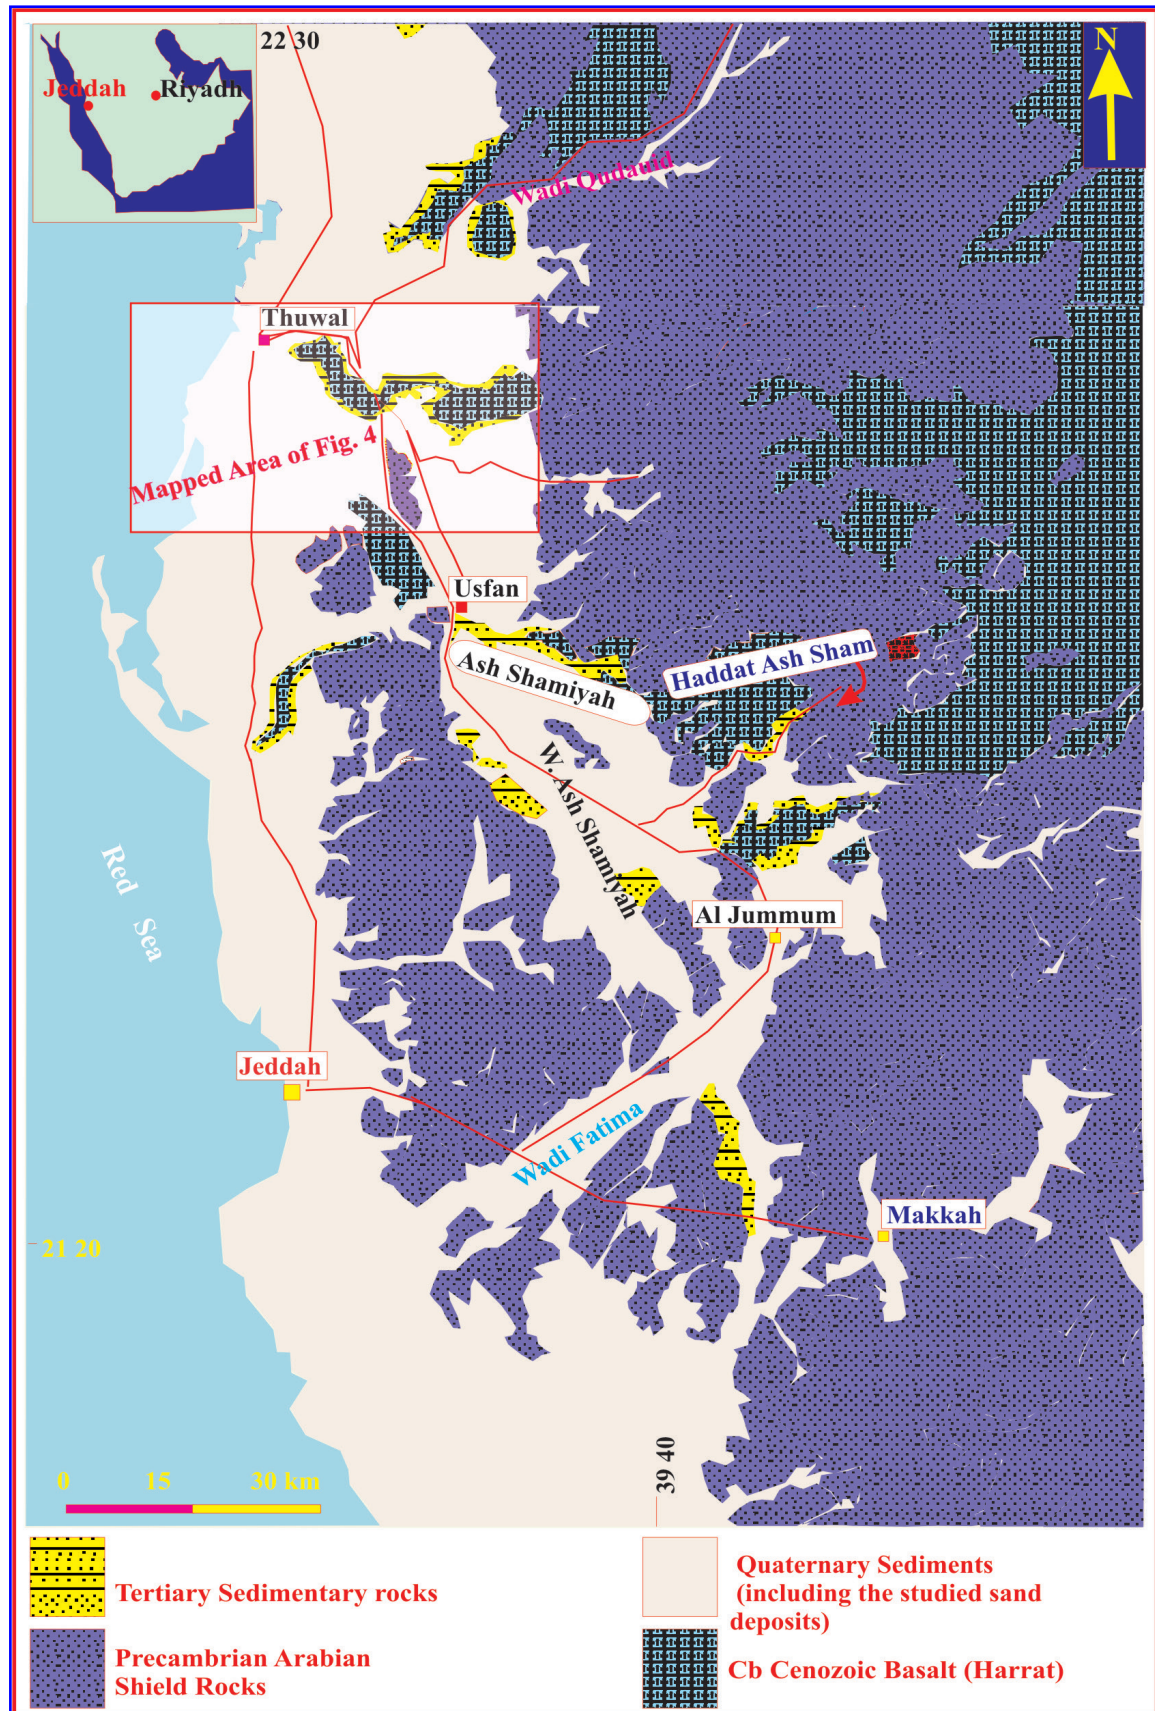 22 30
N
Jeddah
Riyadh
Wadi Qudauid
Thuwal
Mapped Area of Fig. 4
Usfan
Ash Shamiyah
Haddat Ash Sham
W. Ash Shamiyah
Red Sea
Al Jummum
Jeddah
Wadi Fatima
Makkah
21 20
39 40
0 15 30 km
Tertiary Sedimentary rocks
Quaternary Sediments
(including the studied sand
deposits)
Precambrian Arabian
Shield Rocks
Cb Cenozoic Basalt (Harrat)